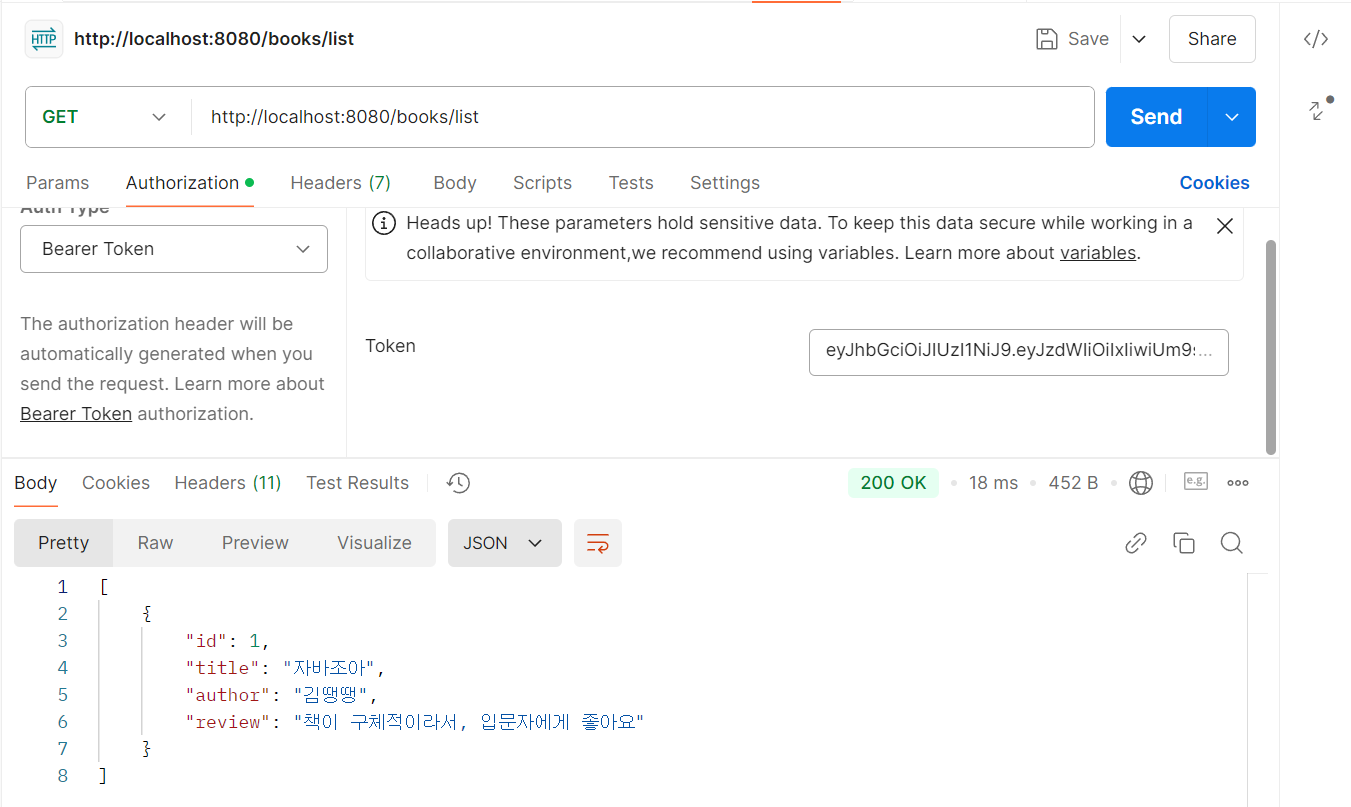 HTTP http://localhost:8080/books/list Save Share
GET http://localhost:8080/books/list Send
Params Authorization Headers (7) Body Scripts Tests Settings Cookies
Auth Type
Bearer Token
Heads up! These parameters hold sensitive data. To keep this data secure while working in a
collaborative environment,we recommend using variables. Learn more about variables.
The authorization header will be
automatically generated when you
send the request. Learn more about
Bearer Token authorization.
Token
Body Cookies Headers (11) Test Results 200 OK 18 ms 452 B e.g.
Pretty Raw Preview Visualize JSON
1 [
2 {
3 "id": 1,
4 "title": "자바조아",
5 "author": "김땡땡",
6 "review": "책이 구체적이라서, 입문자에게 좋아요"
7 }
8 ]